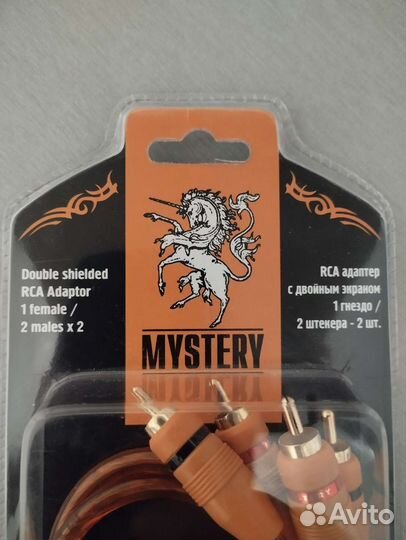 Double shielded
RCA Adaptor
1 female /
2 males x 2
RCA адаптер
с двойным экраном
1 гнездо /
2 штекера - 2 шт.
MYSTERY
Avito